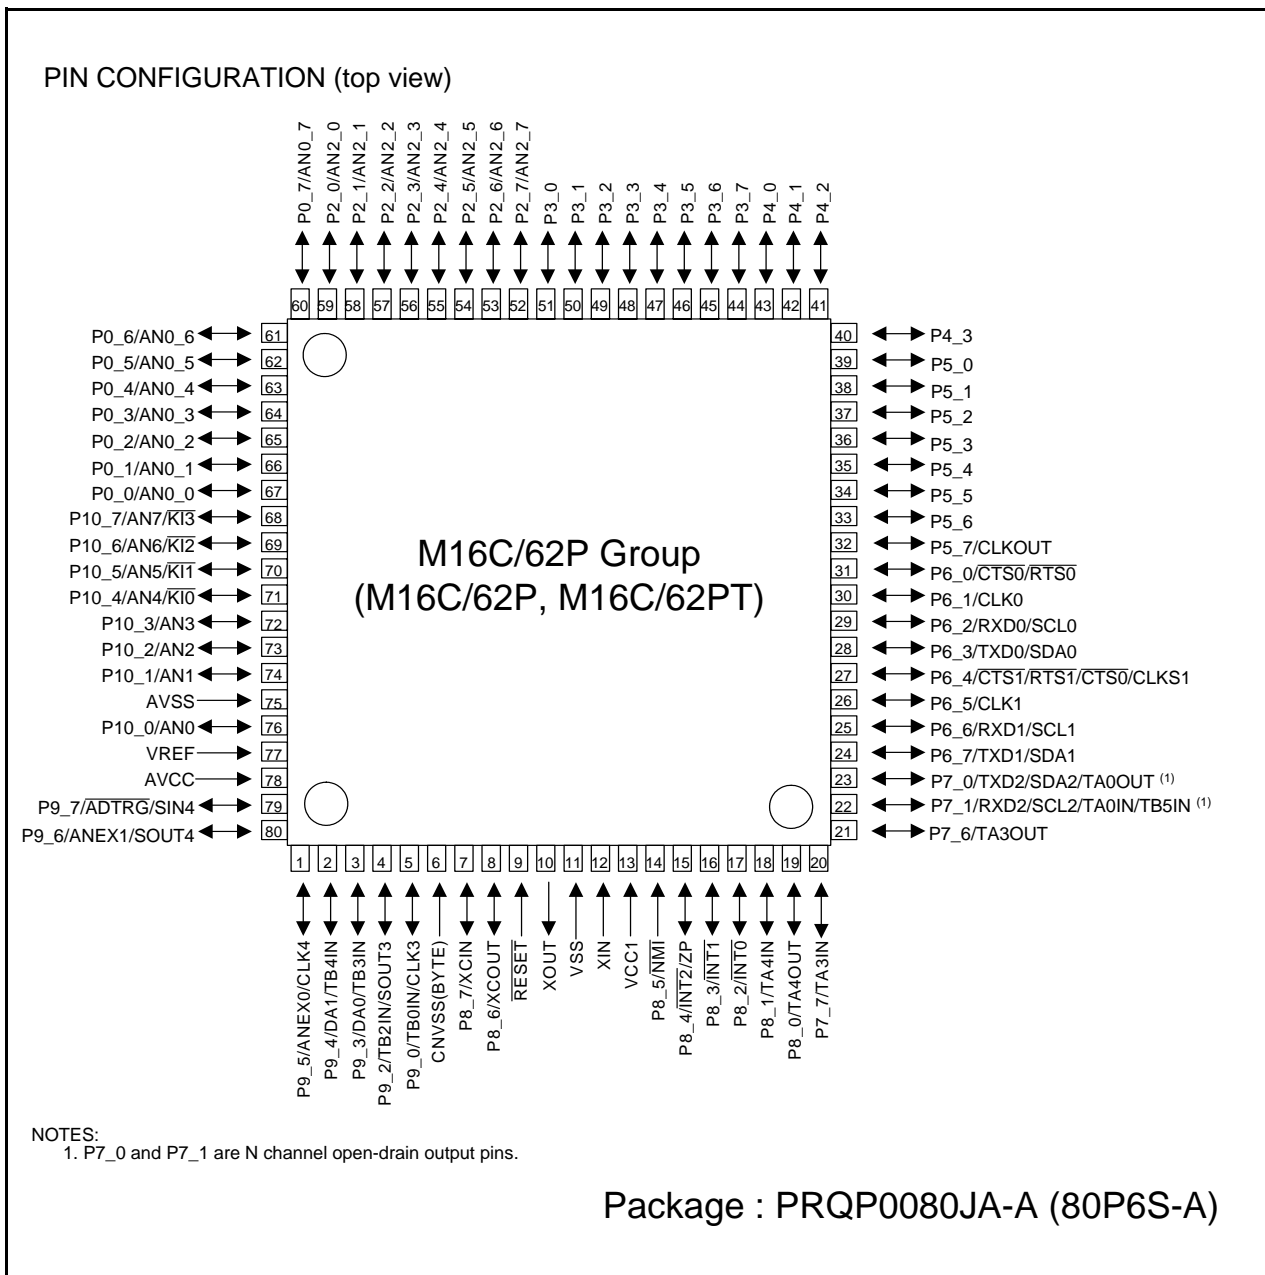 PIN CONFIGURATION (top view)
P0_7/AN0_7
P2_0/AN2_0
P2_1/AN2_1
P2_2/AN2_2
P2_3/AN2_3
P2_4/AN2_4
P2_5/AN2_5
P2_6/AN2_6
P2_7/AN2_7
P3_0
P3_1
P3_2
P3_3
P3_4
P3_5
P3_6
P3_7
P4_0
P4_1
P4_2
60 59 58 57 56 55 54 53 52 51 50 49 48 47 46 45 44 43 42 41
P0_6/AN0_6 61
P0_5/AN0_5 62
P0_4/AN0_4 63
P0_3/AN0_3 64
P0_2/AN0_2 65
P0_1/AN0_1 66
P0_0/AN0_0 67
P10_7/AN7/KI3 68
P10_6/AN6/KI2 69
P10_5/AN5/KI1 70
P10_4/AN4/KI0 71
P10_3/AN3 72
P10_2/AN2 73
P10_1/AN1 74
AVSS 75
P10_0/AN0 76
VREF 77
AVCC 78
P9_7/ADTRG/SIN4 79
P9_6/ANEX1/SOUT4 80
M16C/62P Group
(M16C/62P, M16C/62PT)
40 P4_3
39 P5_0
38 P5_1
37 P5_2
36 P5_3
35 P5_4
34 P5_5
33 P5_6
32 P5_7/CLKOUT
31 P6_0/CTS0/RTS0
30 P6_1/CLK0
29 P6_2/RXD0/SCL0
28 P6_3/TXD0/SDA0
27 P6_4/CTS1/RTS1/CTS0/CLKS1
26 P6_5/CLK1
25 P6_6/RXD1/SCL1
24 P6_7/TXD1/SDA1
23 P7_0/TXD2/SDA2/TA0OUT (1)
22 P7_1/RXD2/SCL2/TA0IN/TB5IN (1)
21 P7_6/TA3OUT
1 2 3 4 5 6 7 8 9 10 11 12 13 14 15 16 17 18 19 20
P9_5/ANEX0/CLK4
P9_4/DA1/TB4IN
P9_3/DA0/TB3IN
P9_2/TB2IN/SOUT3
P9_0/TB0IN/CLK3
CNVSS(BYTE)
P8_7/XCIN
P8_6/XCOUT
RESET
XOUT
VSS
XIN
VCC1
P8_5/NMI
P8_4/INT2/ZP
P8_3/INT1
P8_2/INT0
P8_1/TA4IN
P8_0/TA4OUT
P7_7/TA3IN
NOTES:
1. P7_0 and P7_1 are N channel open-drain output pins.
Package : PRQP0080JA-A (80P6S-A)